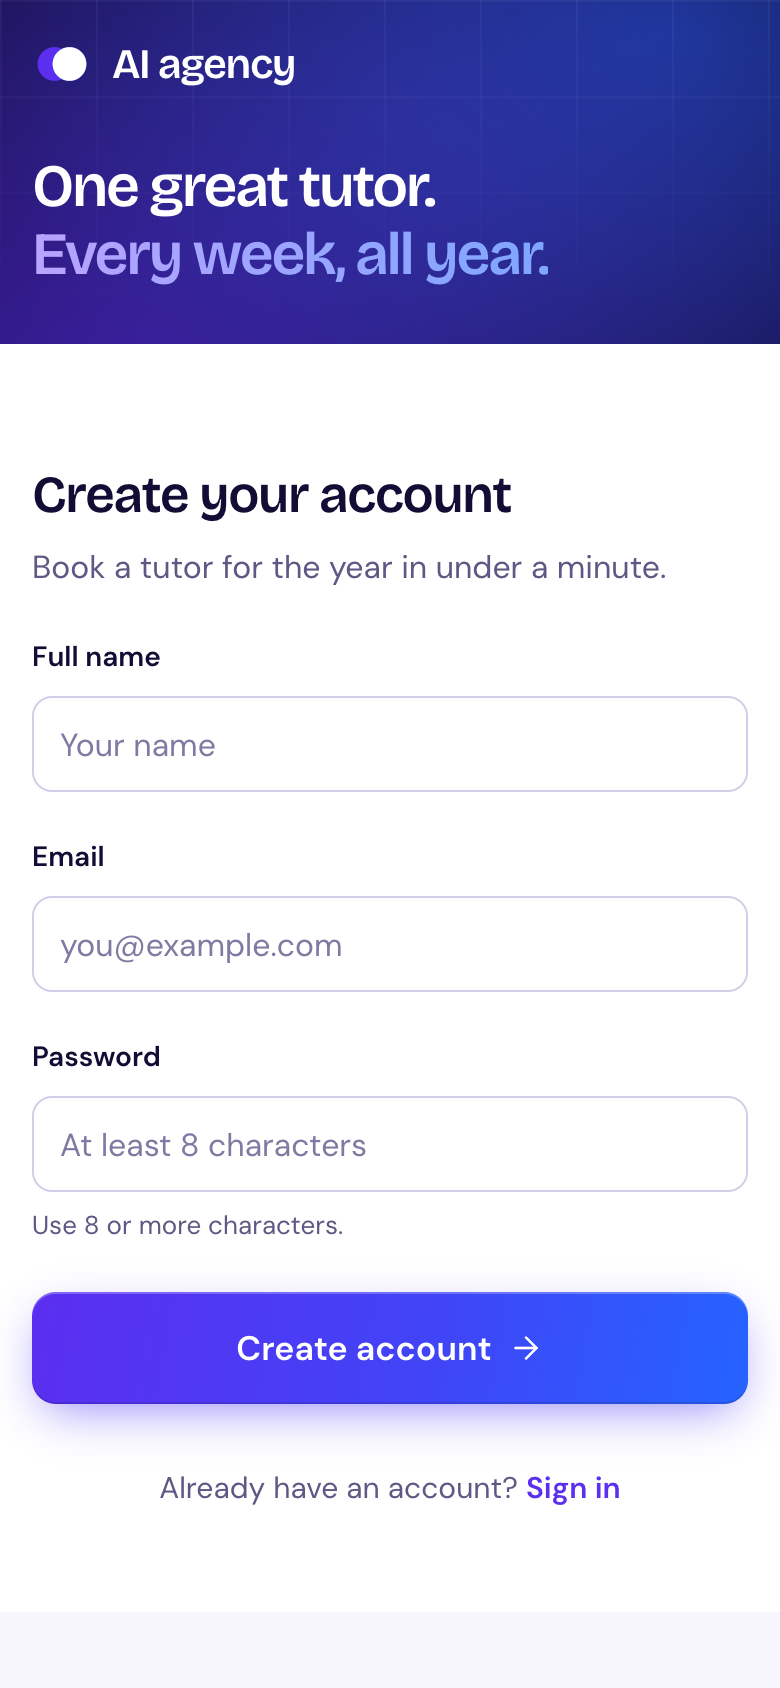 AI agency
One great tutor.
Every week, all year.
Create your account
Book a tutor for the year in under a minute.
Full name
Your name
Email
you@example.com
Password
At least 8 characters
Use 8 or more characters.
Create account →
Already have an account? Sign in